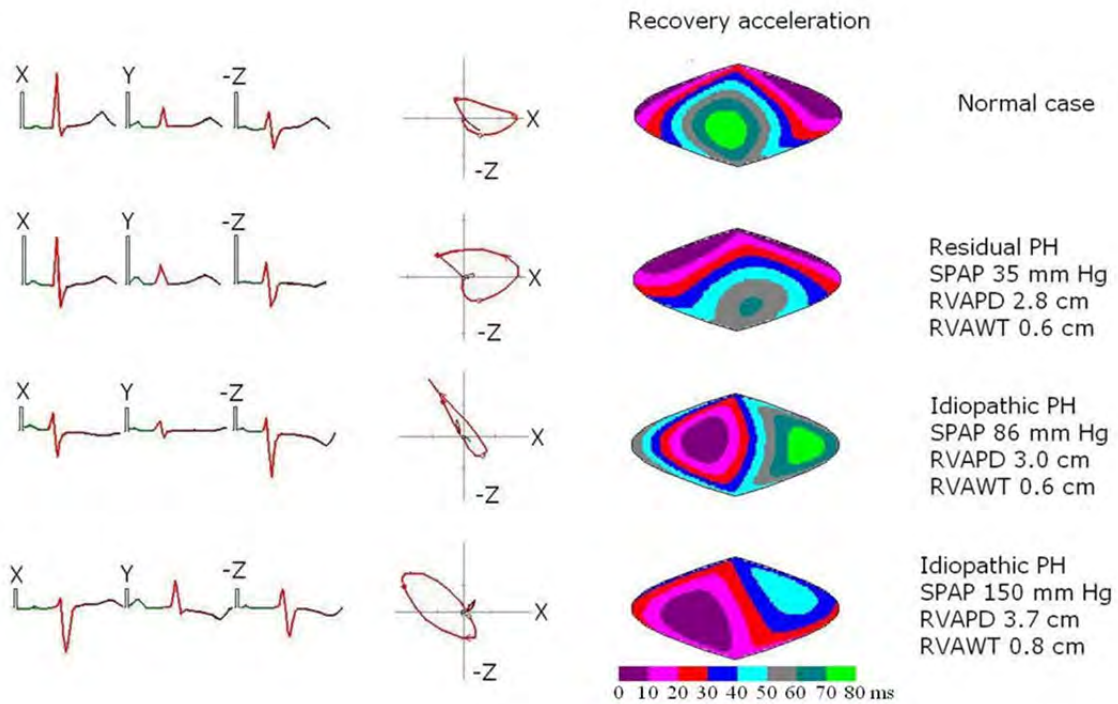 Recovery acceleration
X Y -Z
X
-Z
Normal case
X Y -Z
X
-Z
Residual PH
SPAP 35 mm Hg
RVAPD 2.8 cm
RVAWT 0.6 cm
X Y -Z
X
-Z
Idiopathic PH
SPAP 86 mm Hg
RVAPD 3.0 cm
RVAWT 0.6 cm
X Y -Z
X
-Z
Idiopathic PH
SPAP 150 mm Hg
RVAPD 3.7 cm
RVAWT 0.8 cm
0 10 20 30 40 50 60 70 80 ms